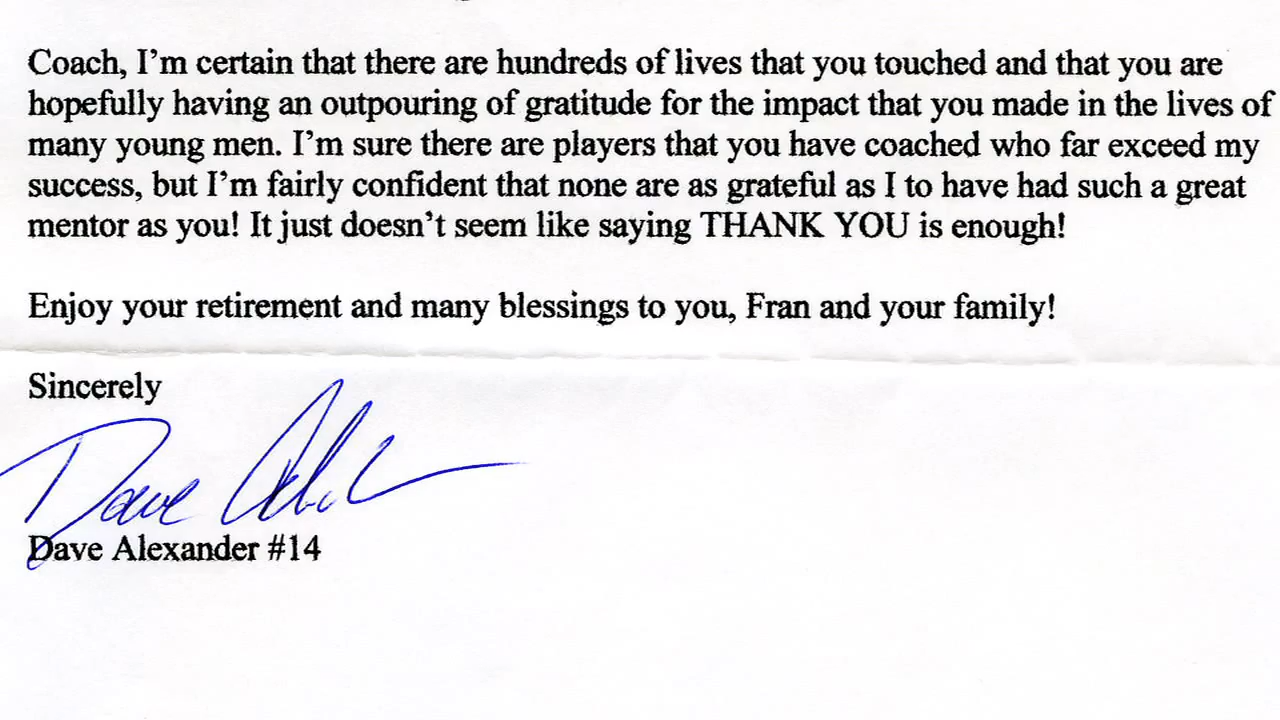 Coach, I'm certain that there are hundreds of lives that you touched and that you are
hopefully having an outpouring of gratitude for the impact that you made in the lives of
many young men. I'm sure there are players that you have coached who far exceed my
success, but I'm fairly confident that none are as grateful as I to have had such a great
mentor as you! It just doesn't seem like saying THANK YOU is enough!
Enjoy your retirement and many blessings to you, Fran and your family!
Sincerely
Dave Alexander #14